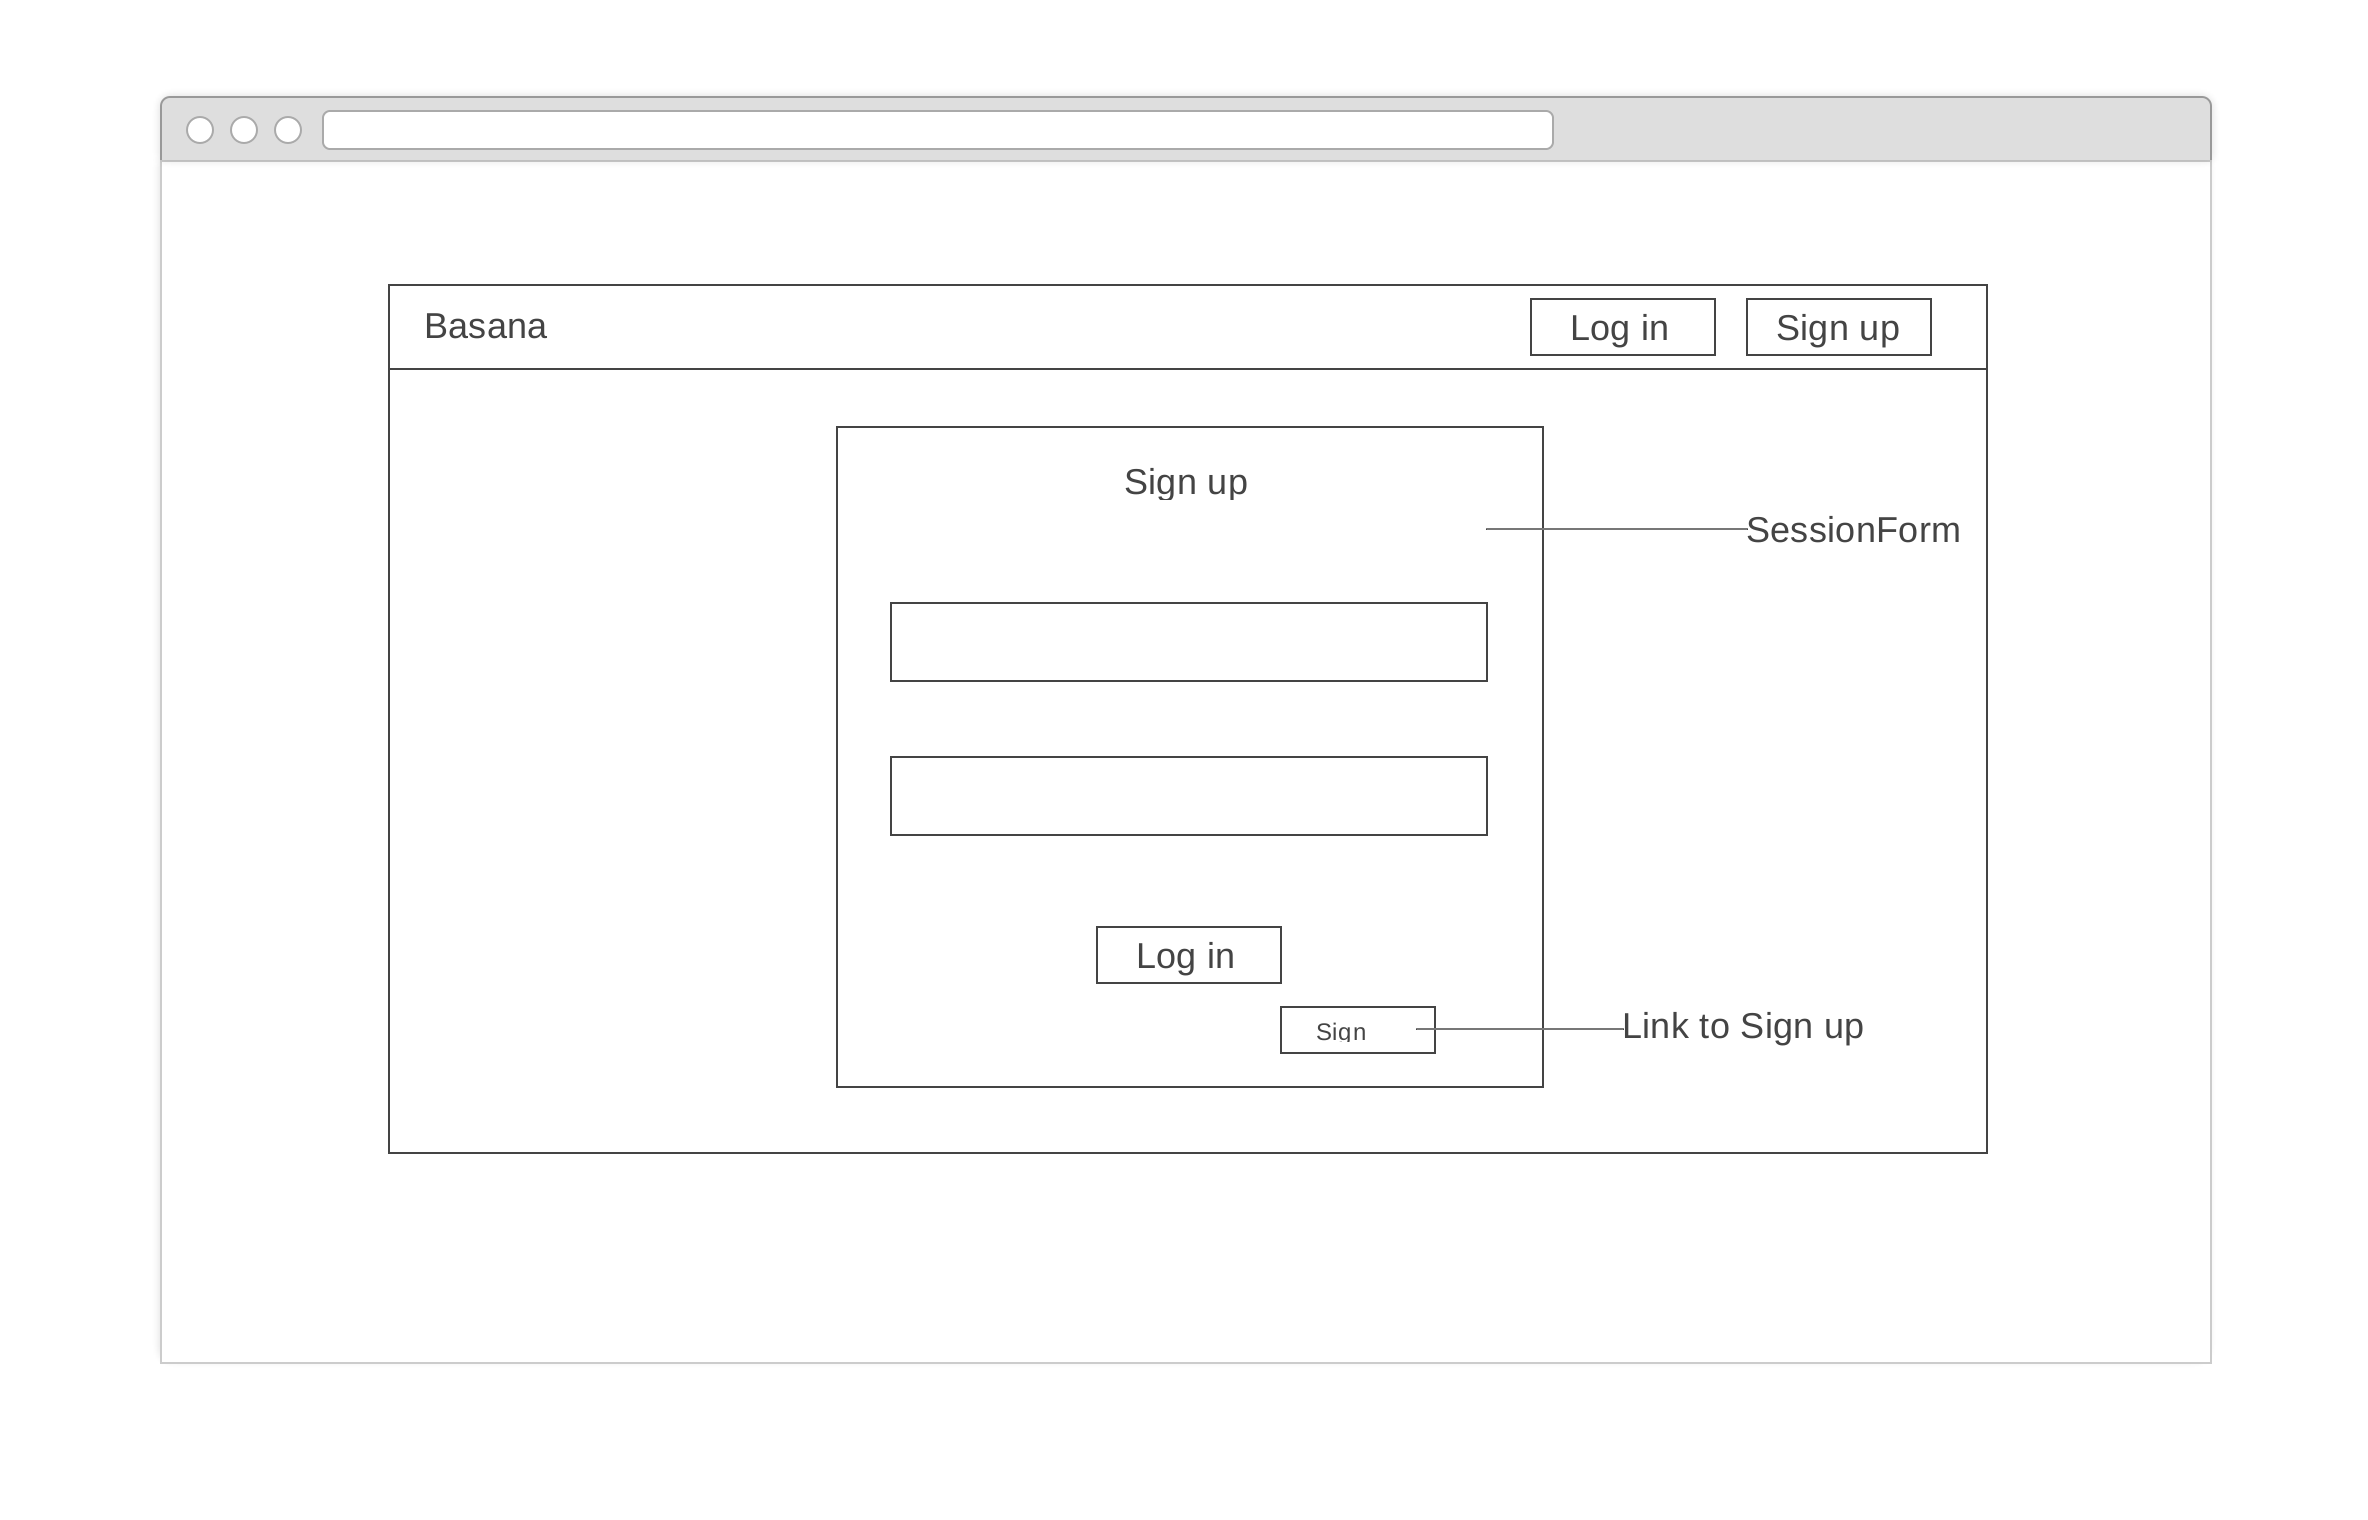 Basana
Log in
Sign up
Sign up
SessionForm
Log in
Sign
Link to Sign up